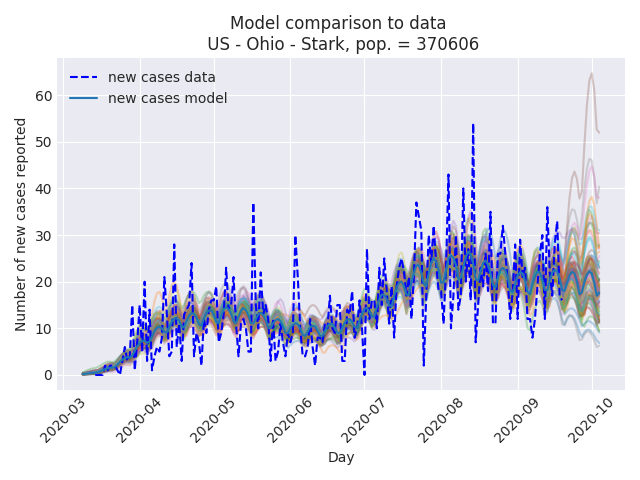 Model comparison to data
US - Ohio - Stark, pop. = 370606
new cases data
new cases model
Number of new cases reported
60
50
40
30
20
10
0
2020-03
2020-04
2020-05
2020-06
2020-07
2020-08
2020-09
2020-10
Day